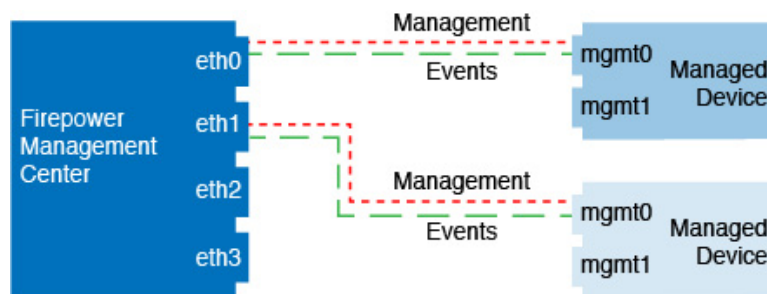 Firepower
Management
Center
eth0
eth1
eth2
eth3
Management
Events
mgmt0
mgmt1
Managed
Device
Management
Events
mgmt0
mgmt1
Managed
Device